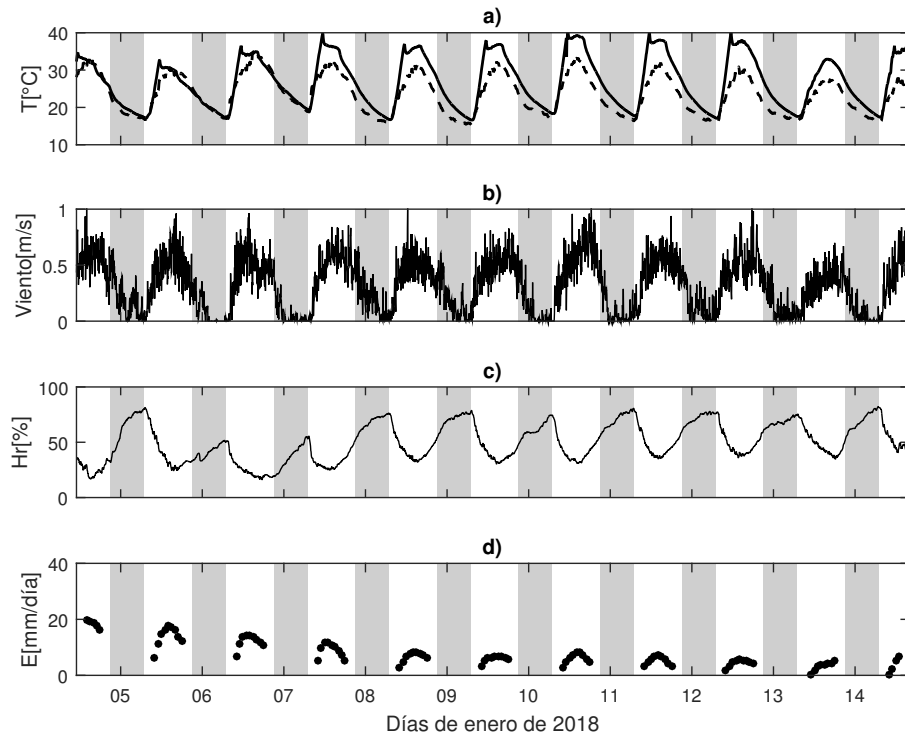 a)
40
30
20
10
T[°C]
b)
1
0.5
0
Viento[m/s]
c)
100
50
0
Hr[%]
d)
40
20
0
E[mm/día]
05 06 07 08 09 10 11 12 13 14
Días de enero de 2018